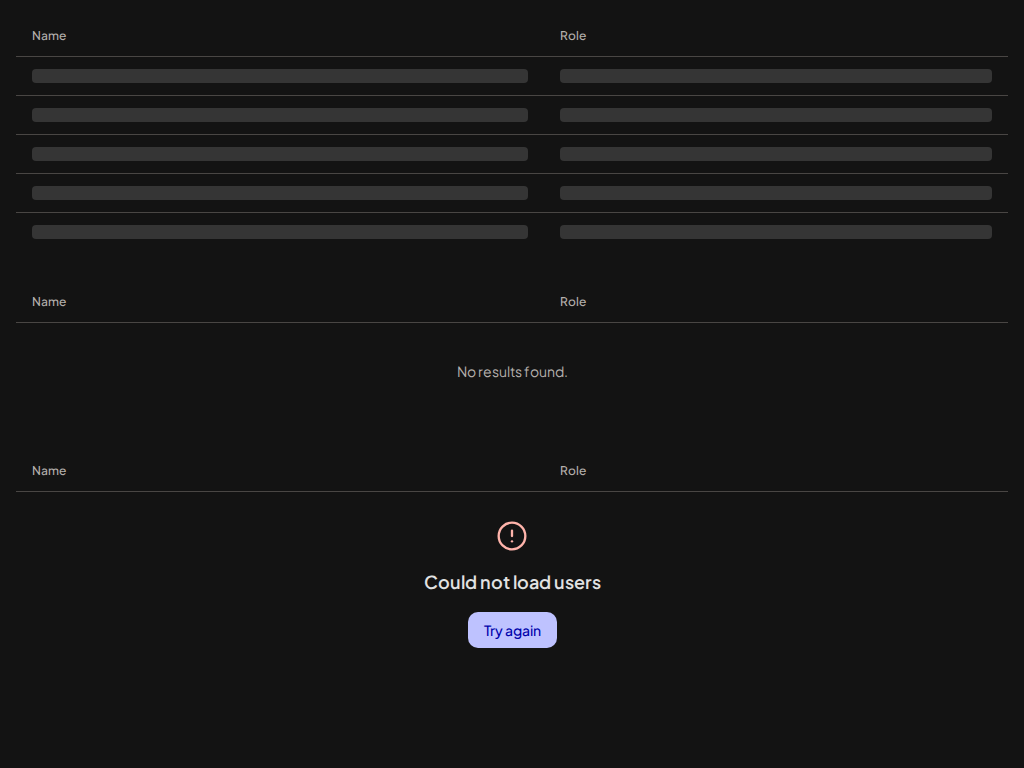 Name Role
Name Role
No results found.
Name Role
Could not load users
Try again